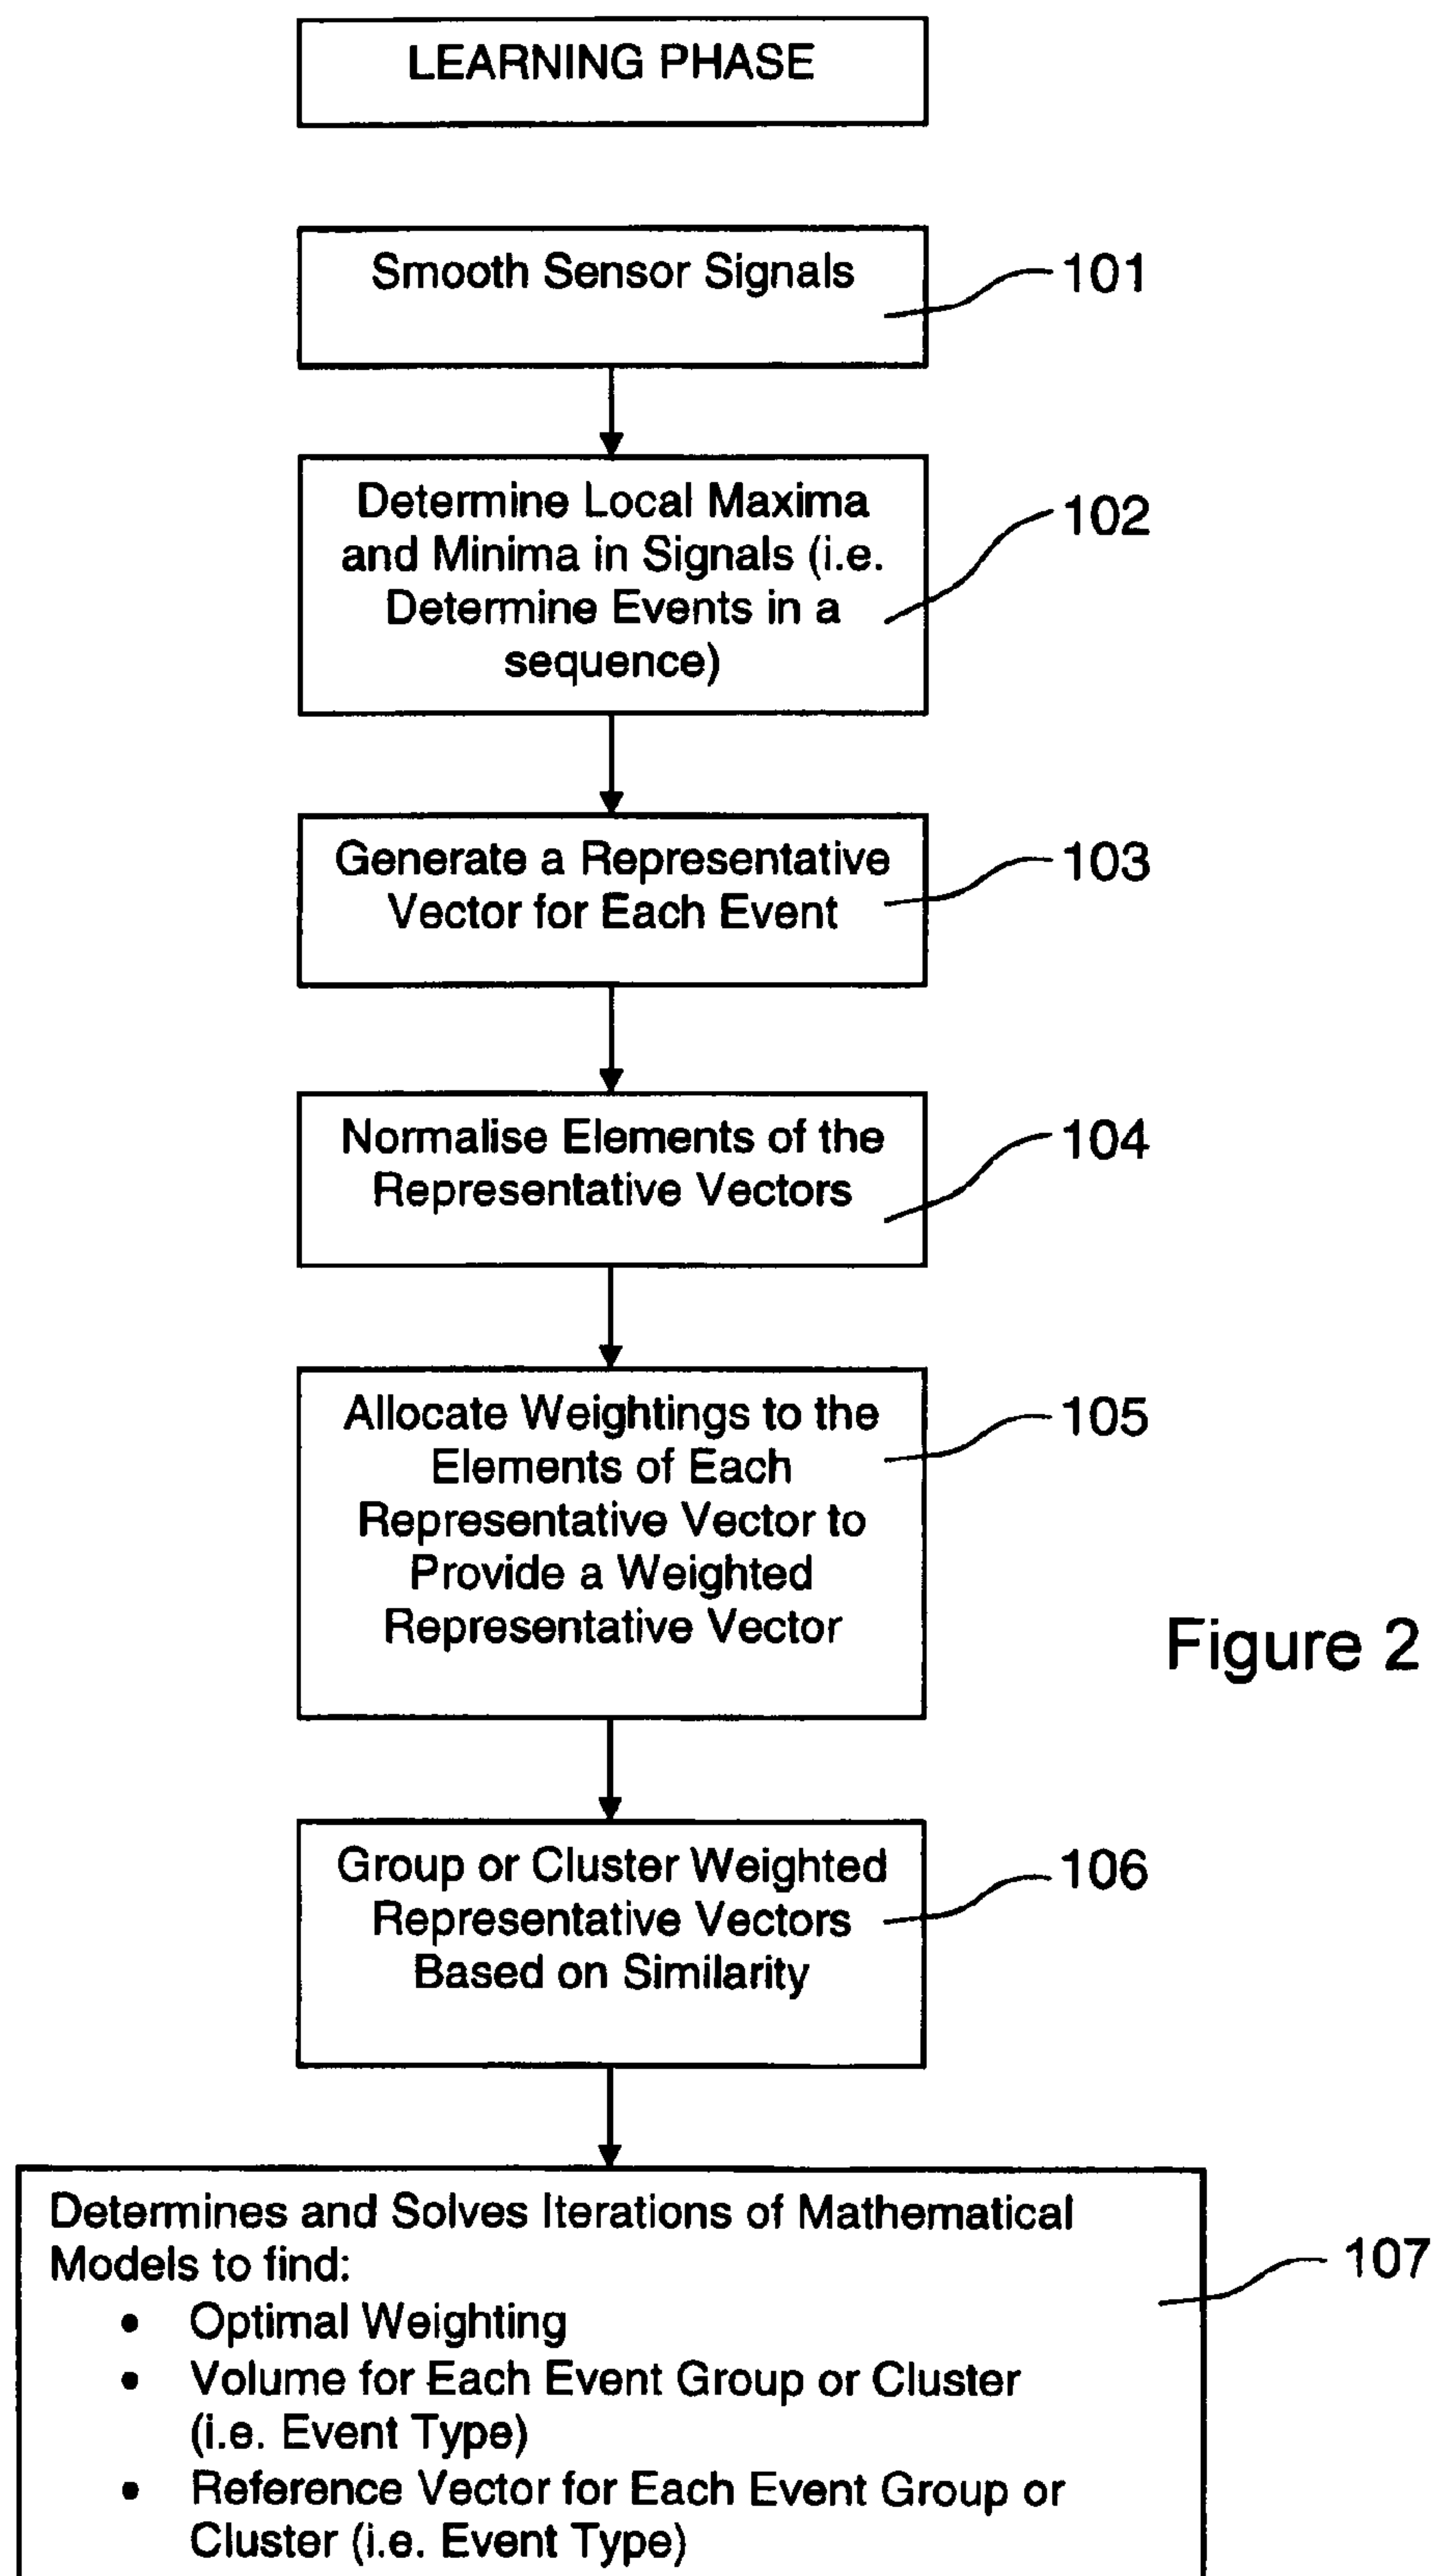 LEARNING PHASE
Smooth Sensor Signals
101
Determine Local Maxima
and Minima in Signals (i.e.
Determine Events in a
sequence)
102
Generate a Representative
Vector for Each Event
103
Normalise Elements of the
Representative Vectors
104
Allocate Weightings to the
Elements of Each
Representative Vector to
Provide a Weighted
Representative Vector
105
Figure 2
Group or Cluster Weighted
Representative Vectors
Based on Similarity
106
Determines and Solves Iterations of Mathematical
Models to find:
• Optimal Weighting
• Volume for Each Event Group or Cluster
(i.e. Event Type)
• Reference Vector for Each Event Group or
Cluster (i.e. Event Type)
107